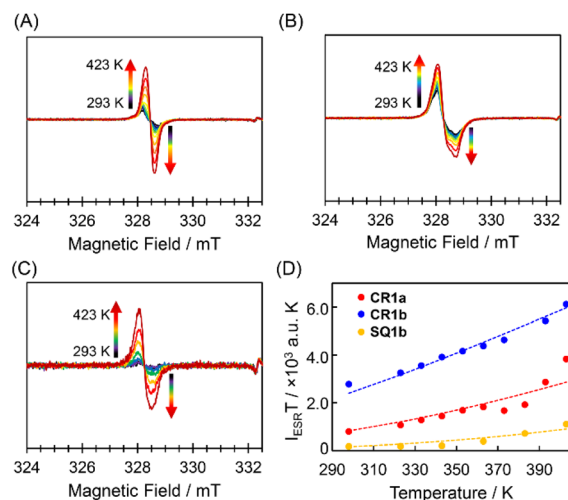 (A)
423 K
293 K
324 326 328 330 332
Magnetic Field / mT
(B)
423 K
293 K
324 326 328 330 332
Magnetic Field / mT
(C)
423 K
293 K
324 326 328 330 332
Magnetic Field / mT
(D)
I_ESR T / ×10³ a.u. K
6.0
4.0
2.0
0
CR1a
CR1b
SQ1b
290 310 330 350 370 390
Temperature / K